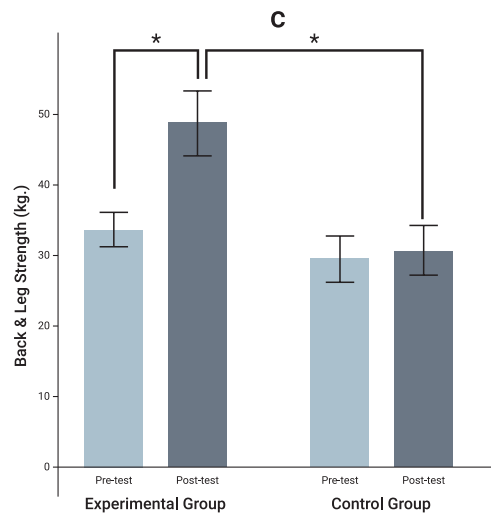 C
* *
50
40
30
20
10
0
Back & Leg Strength (kg.)
Pre-test Post-test Pre-test Post-test
Experimental Group Control Group